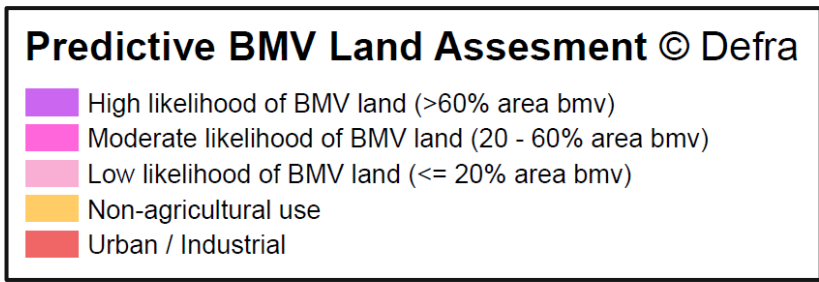 Predictive BMV Land Assesment © Defra
High likelihood of BMV land (>60% area bmv)
Moderate likelihood of BMV land (20 - 60% area bmv)
Low likelihood of BMV land (<= 20% area bmv)
Non-agricultural use
Urban / Industrial